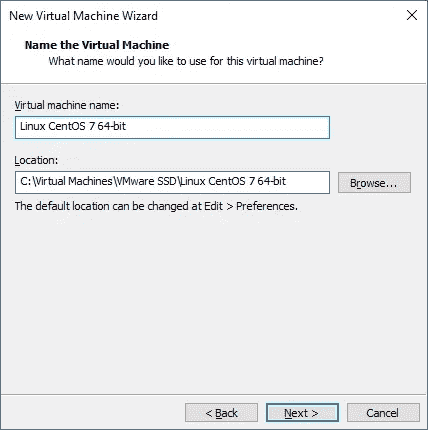 New Virtual Machine Wizard
Name the Virtual Machine
What name would you like to use for this virtual machine?
Virtual machine name:
Linux CentOS 7 64-bit
Location:
C:\Virtual Machines\VMware SSD\Linux CentOS 7 64-bit
Browse...
The default location can be changed at Edit > Preferences.
< Back
Next >
Cancel